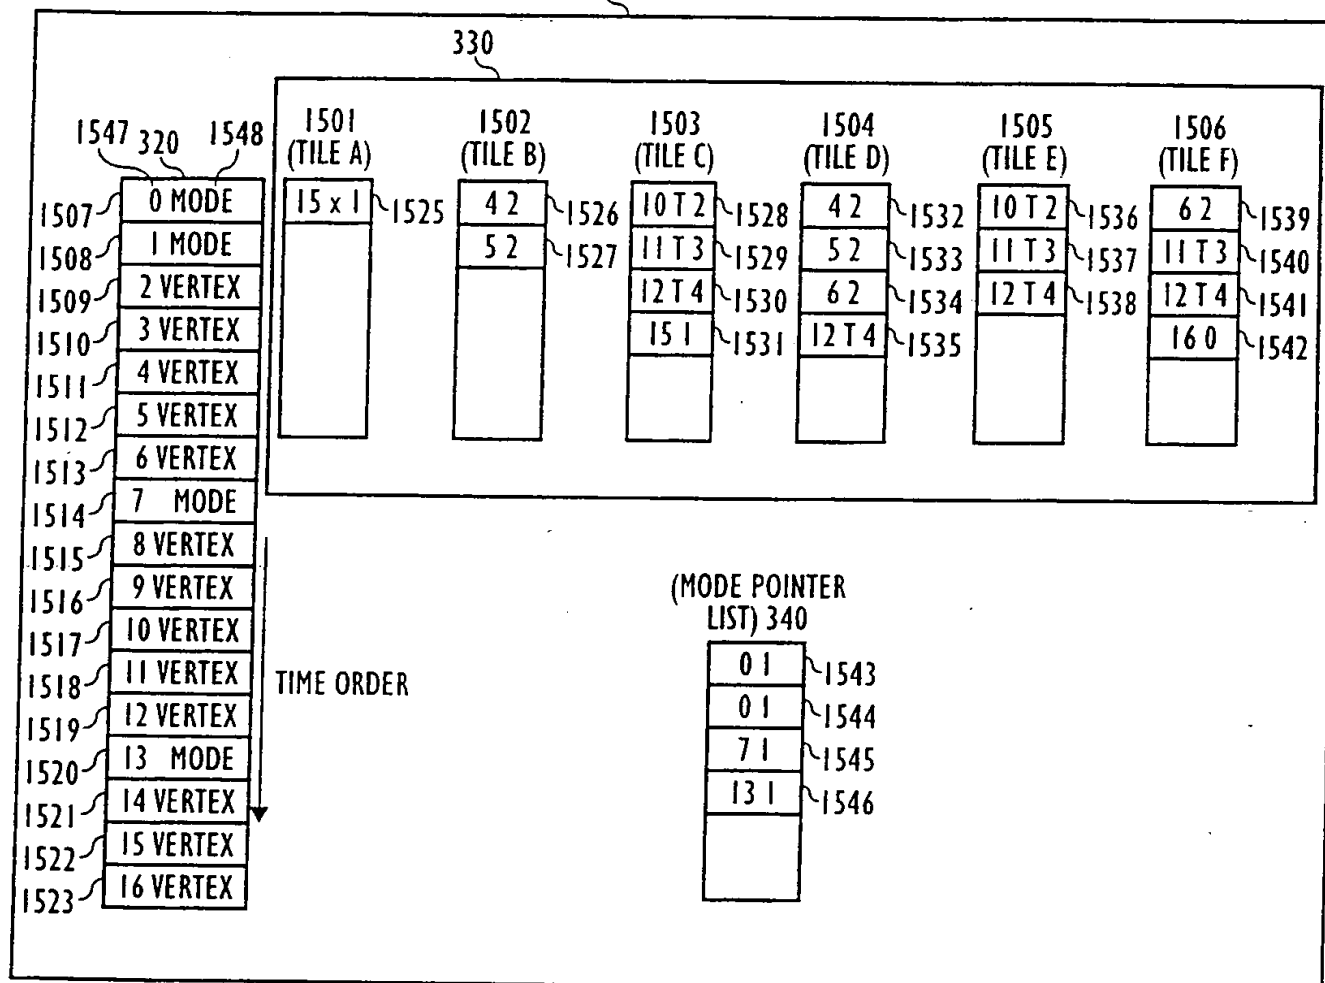 330
1547 320 1548
1507 0 MODE
1508 1 MODE
1509 2 VERTEX
1510 3 VERTEX
1511 4 VERTEX
1512 5 VERTEX
1513 6 VERTEX
1514 7 MODE
1515 8 VERTEX
1516 9 VERTEX
1517 10 VERTEX
1518 11 VERTEX
1519 12 VERTEX
1520 13 MODE
1521 14 VERTEX
1522 15 VERTEX
1523 16 VERTEX
TIME ORDER
1501
(TILE A)
15 x 1 1525
1502
(TILE B)
4 2 1526
5 2 1527
1503
(TILE C)
10 T 2 1528
11 T 3 1529
12 T 4 1530
15 1 1531
1504
(TILE D)
4 2 1532
5 2 1533
6 2 1534
12 T 4 1535
1505
(TILE E)
10 T 2 1536
11 T 3 1537
12 T 4 1538
1506
(TILE F)
6 2 1539
11 T 3 1540
12 T 4 1541
16 0 1542
(MODE POINTER
LIST) 340
0 1 1543
0 1 1544
7 1 1545
13 1 1546